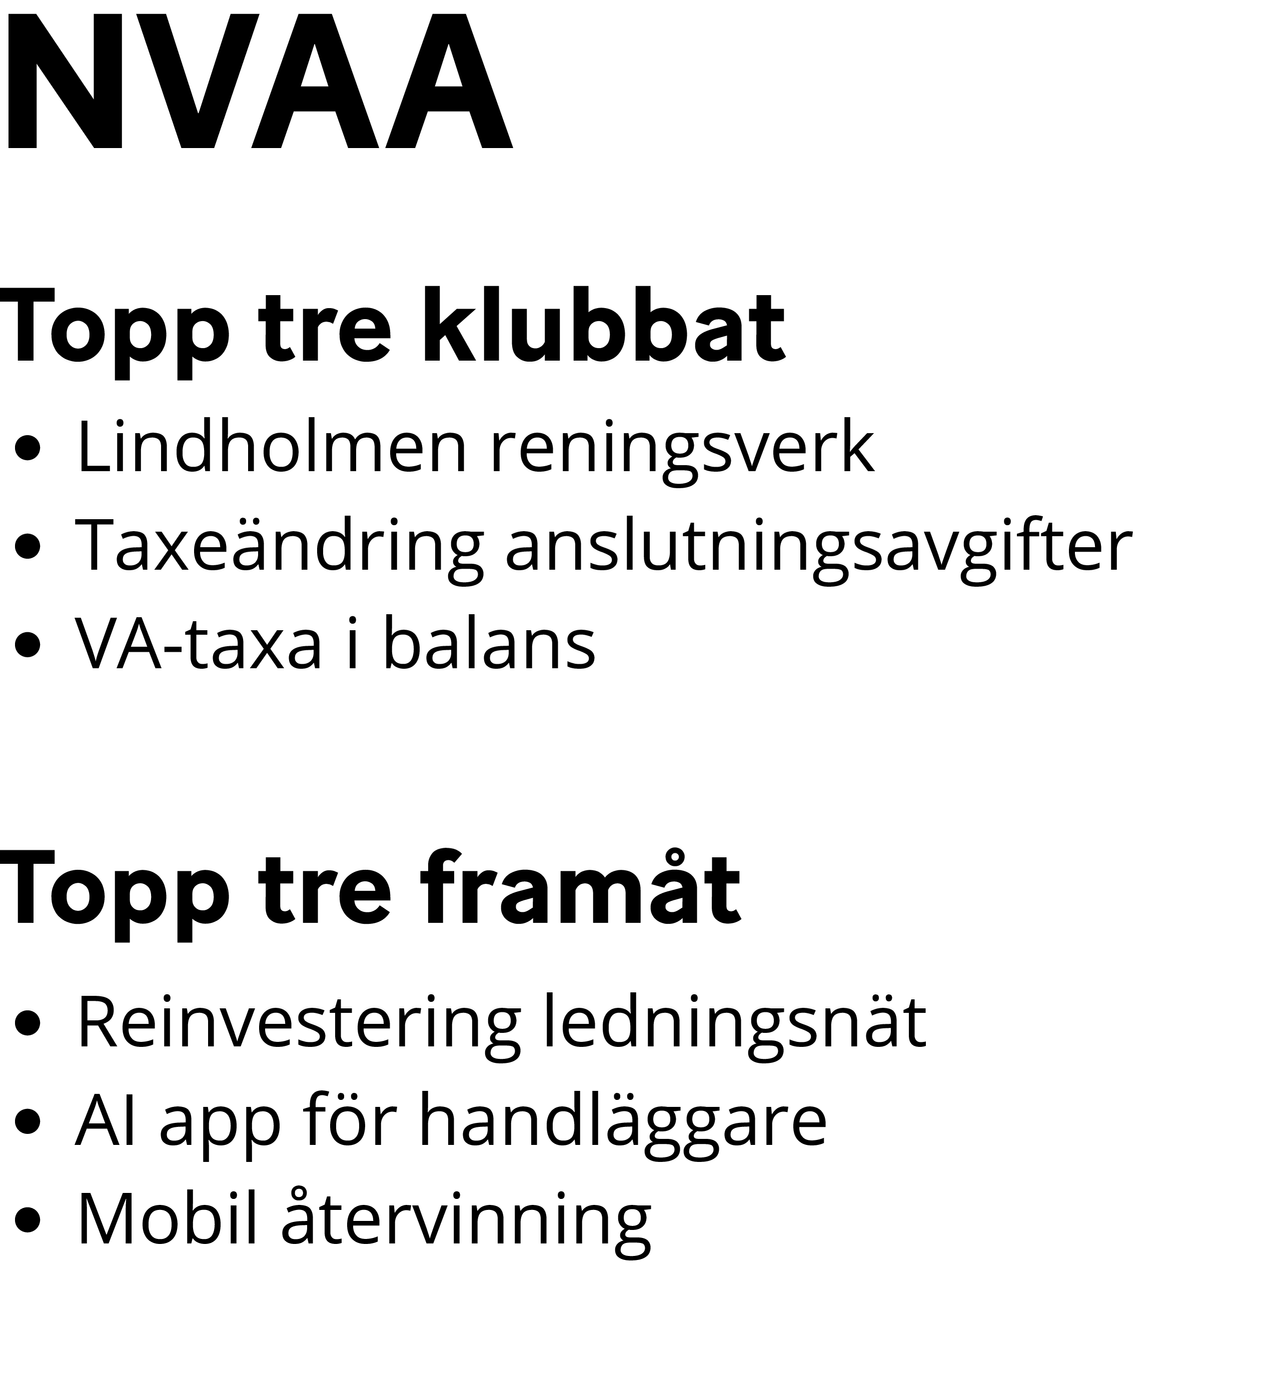 NVAA
Topp tre klubbat
• Lindholmen reningsverk
• Taxeändring anslutningsavgifter
• VA-taxa i balans
Topp tre framåt
• Reinvestering ledningsnät
• AI app för handläggare
• Mobil återvinning